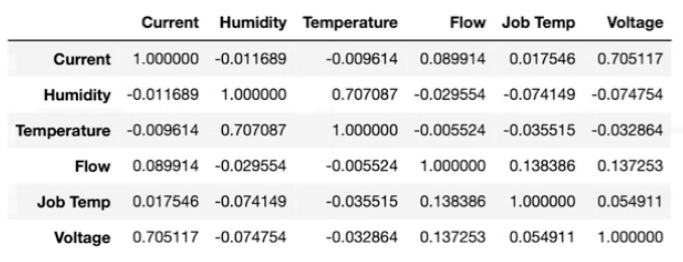 Current Humidity Temperature Flow Job Temp Voltage
Current 1.000000 -0.011689 -0.009614 0.089914 0.017546 0.705117
Humidity -0.011689 1.000000 0.707087 -0.029554 -0.074149 -0.074754
Temperature -0.009614 0.707087 1.000000 -0.005524 -0.035515 -0.032864
Flow 0.089914 -0.029554 -0.005524 1.000000 0.138386 0.137253
Job Temp 0.017546 -0.074149 -0.035515 0.138386 1.000000 0.054911
Voltage 0.705117 -0.074754 -0.032864 0.137253 0.054911 1.000000